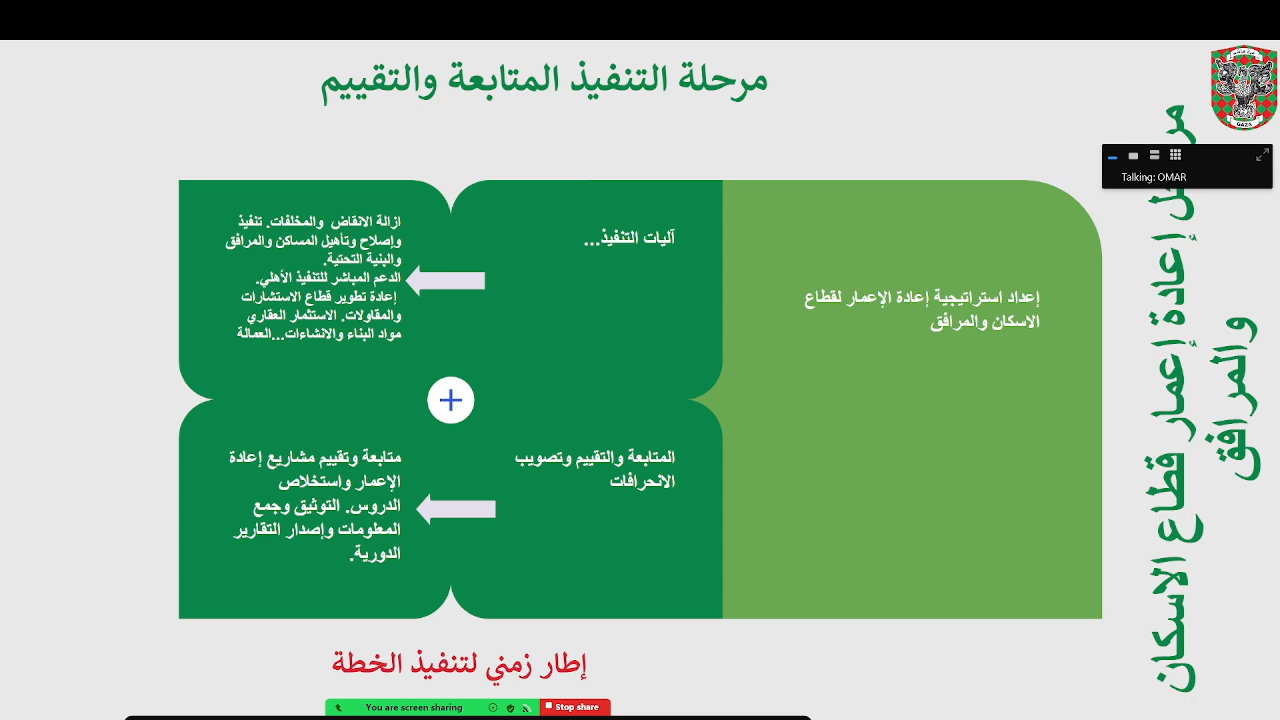 مرحلة التنفيذ المتابعة والتقييم
GAZA
Talking: OMAR
إعادة إعمار قطاع الاسكان
والمرافق
إعداد استراتيجية إعادة الإعمار لقطاع
الاسكان والمرافق
آليات التنفيذ...
ازالة الانقاض والمخلفات. تنفيذ
وإصلاح وتأهيل المساكن والمرافق
والبنية التحتية.
الدعم المباشر للتنفيذ الأهلي.
إعادة تطوير قطاع الاستشارات
والمقاولات. الاستثمار العقاري
مواد البناء والانشاءات...العمالة
المتابعة والتقييم وتصويب
الانحرافات
متابعة وتقييم مشاريع إعادة
الإعمار واستخلاص
الدروس. التوثيق وجمع
المعلومات وإصدار التقارير
الدورية.
إطار زمني لتنفيذ الخطة
You are screen sharing
Stop share